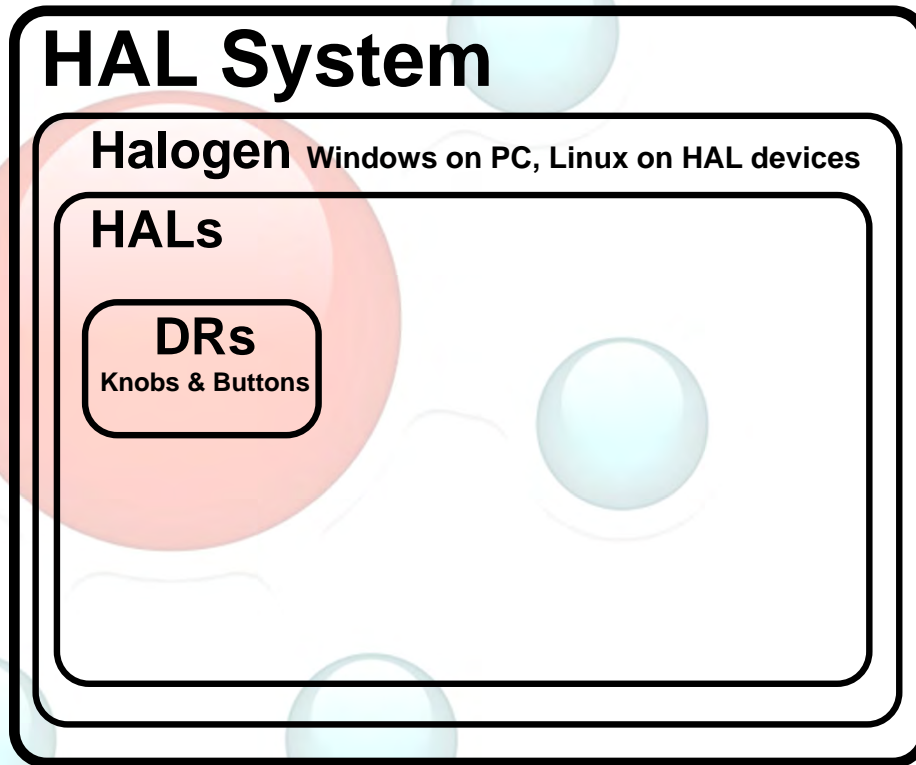 HAL System
Halogen Windows on PC, Linux on HAL devices
HALs
DRs
Knobs & Buttons